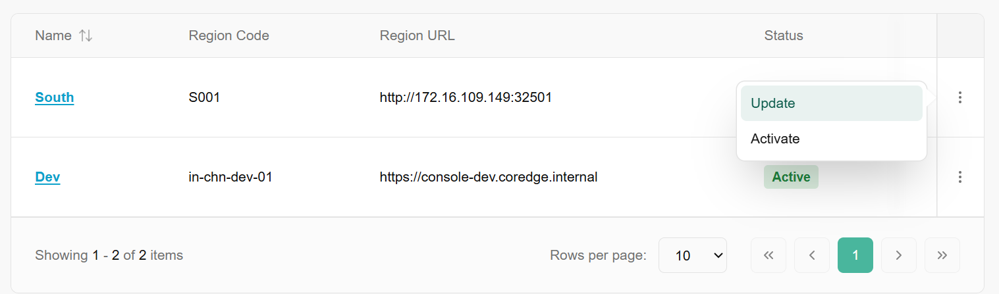 Name Region Code Region URL Status
South S001 http://172.16.109.149:32501
Update
Activate
Dev in-chn-dev-01 https://console-dev.coredge.internal Active
Showing 1 - 2 of 2 items Rows per page: 10 « ‹ 1 › »